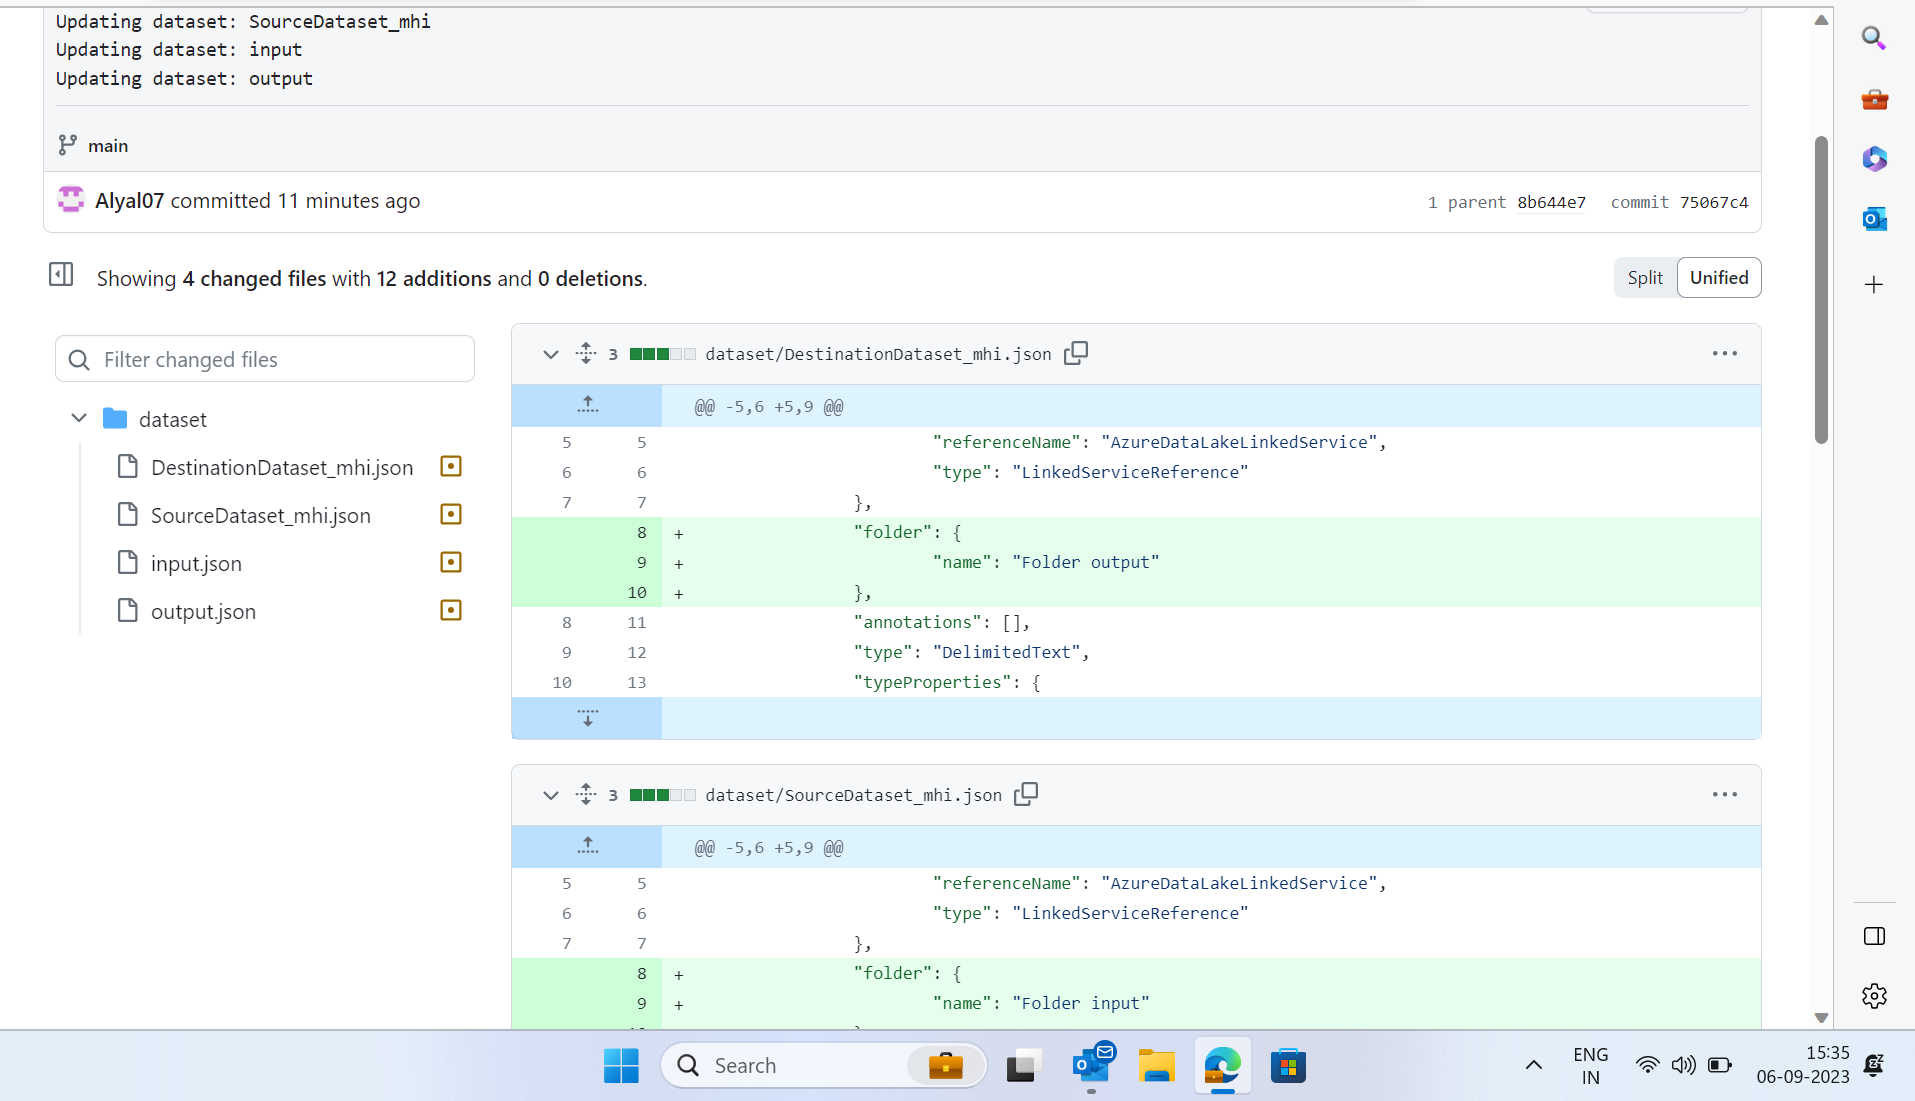 Updating dataset: SourceDataset_mhi
Updating dataset: input
Updating dataset: output
main
Alyal07 committed 11 minutes ago
1 parent 8b644e7 commit 75067c4
Showing 4 changed files with 12 additions and 0 deletions.
Split Unified
Filter changed files
dataset
DestinationDataset_mhi.json
SourceDataset_mhi.json
input.json
output.json
3 dataset/DestinationDataset_mhi.json
@@ -5,6 +5,9 @@
5 5 "referenceName": "AzureDataLakeLinkedService",
6 6 "type": "LinkedServiceReference"
7 7 },
8 + "folder": {
9 + "name": "Folder output"
10 + },
8 11 "annotations": [],
9 12 "type": "DelimitedText",
10 13 "typeProperties": {
3 dataset/SourceDataset_mhi.json
@@ -5,6 +5,9 @@
5 5 "referenceName": "AzureDataLakeLinkedService",
6 6 "type": "LinkedServiceReference"
7 7 },
8 + "folder": {
9 + "name": "Folder input"
Search
ENG
IN
15:35
06-09-2023